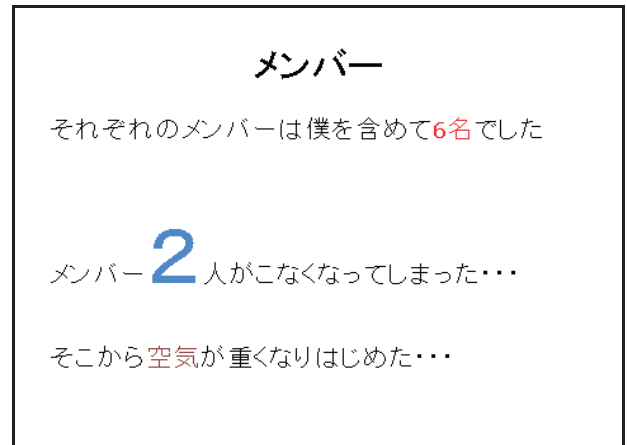 メンバー
それぞれのメンバーは僕を含めて6名でした
メンバー2人がこなくなってしまった・・・
そこから空気が重くなりはじめた・・・